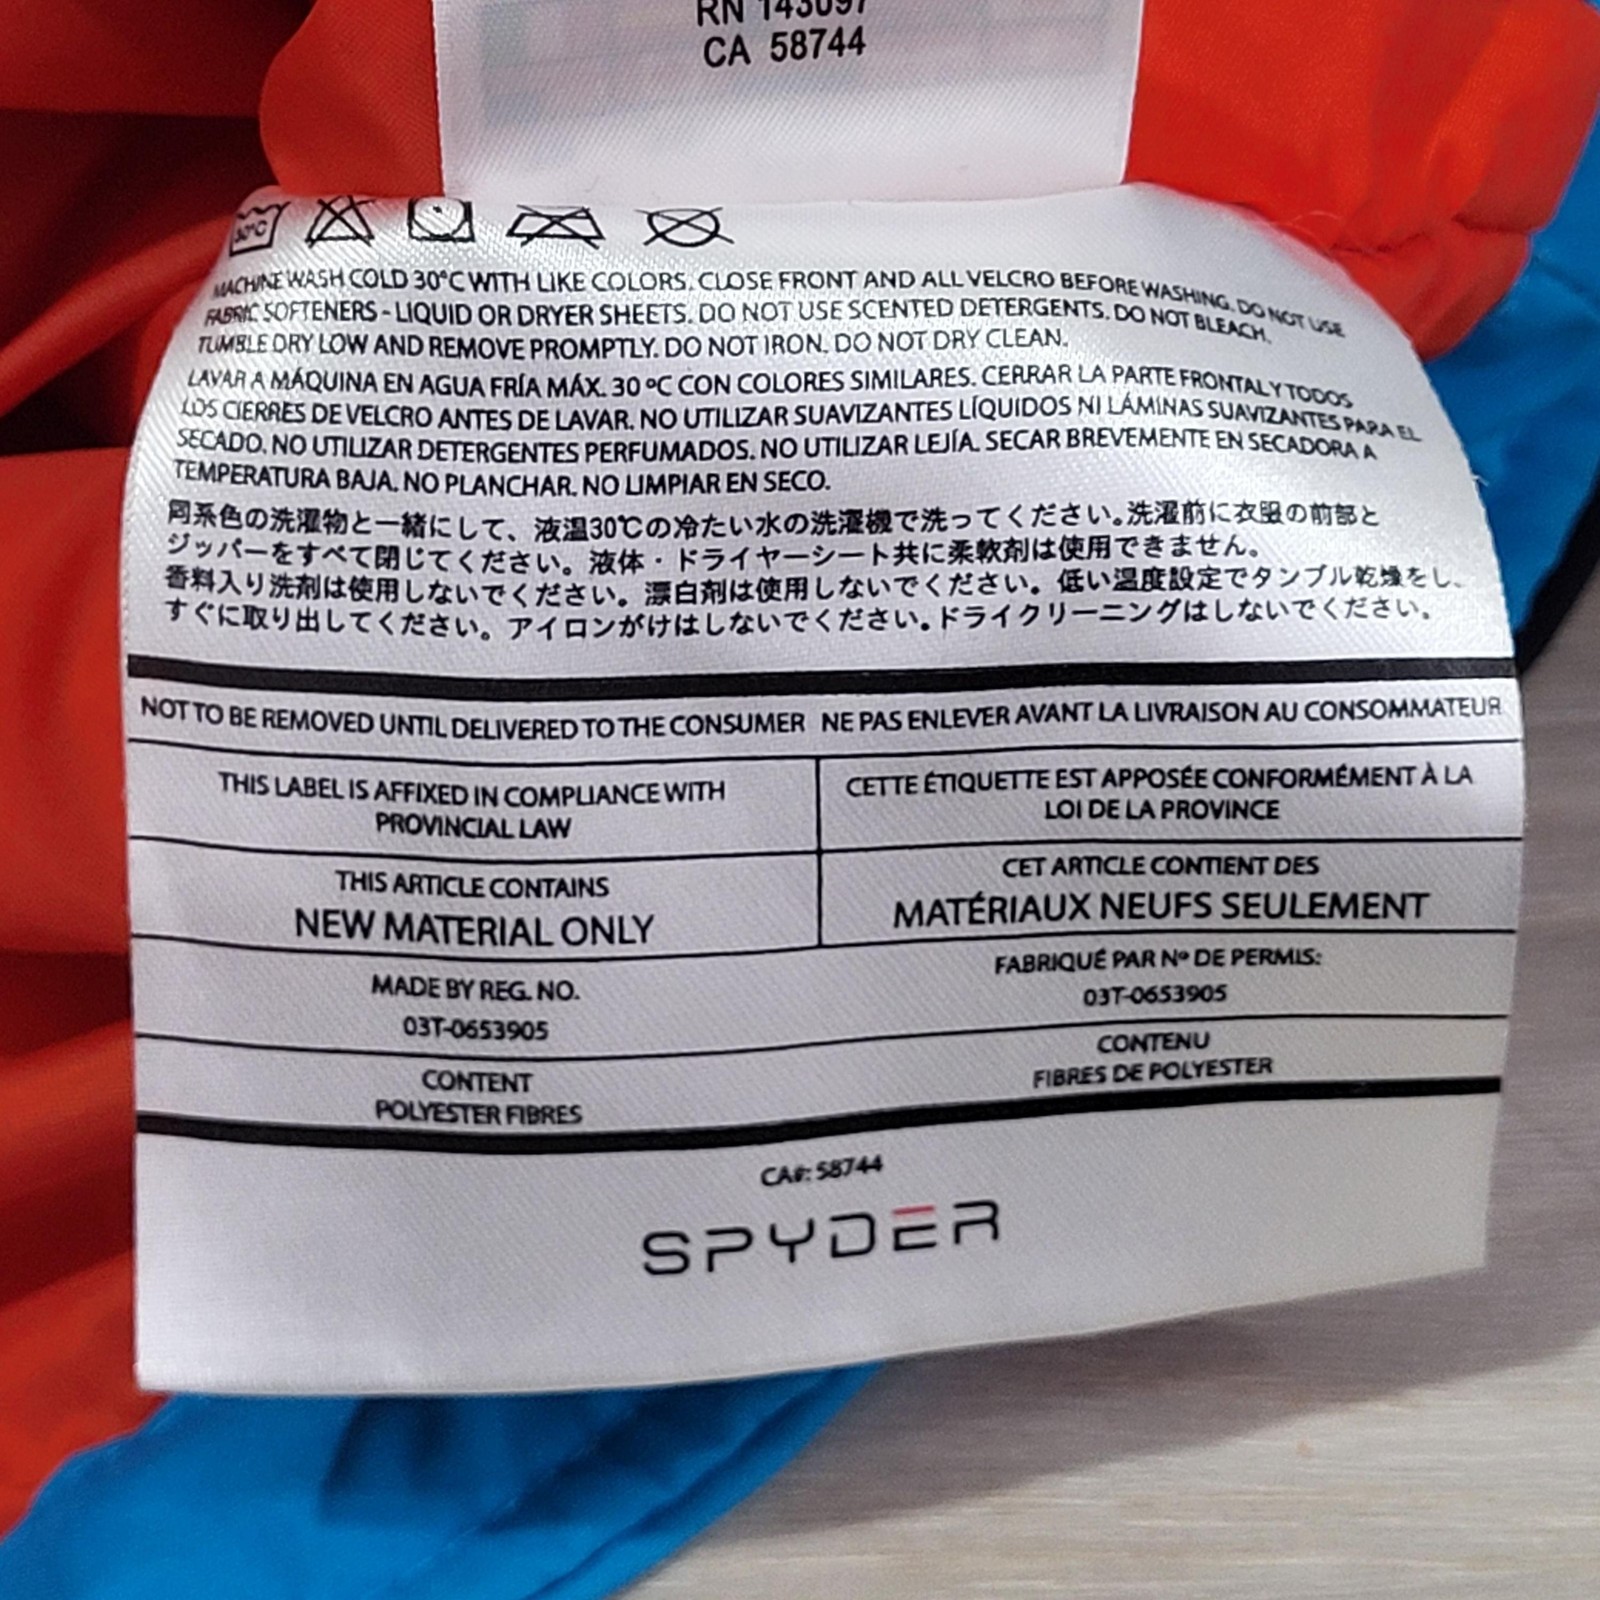 RN 143097
CA 58744
30°C
MACHINE WASH COLD 30°C WITH LIKE COLORS. CLOSE FRONT AND ALL VELCRO BEFORE WASHING. DO NOT USE
FABRIC SOFTENERS - LIQUID OR DRYER SHEETS. DO NOT USE SCENTED DETERGENTS. DO NOT BLEACH.
TUMBLE DRY LOW AND REMOVE PROMPTLY. DO NOT IRON. DO NOT DRY CLEAN.
LAVAR A MÁQUINA EN AGUA FRÍA MÁX. 30 ºC CON COLORES SIMILARES. CERRAR LA PARTE FRONTAL Y TODOS
LOS CIERRES DE VELCRO ANTES DE LAVAR. NO UTILIZAR SUAVIZANTES LÍQUIDOS NI LÁMINAS SUAVIZANTES PARA EL
SECADO. NO UTILIZAR DETERGENTES PERFUMADOS. NO UTILIZAR LEJÍA. SECAR BREVEMENTE EN SECADORA A
TEMPERATURA BAJA. NO PLANCHAR. NO LIMPIAR EN SECO.
同系色の洗濯物と一緒にして、液温30℃の冷たい水の洗濯機で洗ってください。洗濯前に衣服の前部と
ジッパーをすべて閉じてください。液体・ドライヤーシート共に柔軟剤は使用できません。
香料入り洗剤は使用しないでください。漂白剤は使用しないでください。低い温度設定でタンブル乾燥をし、
すぐに取り出してください。アイロンがけはしないでください。ドライクリーニングはしないでください。
NOT TO BE REMOVED UNTIL DELIVERED TO THE CONSUMER NE PAS ENLEVER AVANT LA LIVRAISON AU CONSOMMATEUR
THIS LABEL IS AFFIXED IN COMPLIANCE WITH
PROVINCIAL LAW
CETTE ÉTIQUETTE EST APPOSÉE CONFORMÉMENT À LA
LOI DE LA PROVINCE
THIS ARTICLE CONTAINS
NEW MATERIAL ONLY
CET ARTICLE CONTIENT DES
MATÉRIAUX NEUFS SEULEMENT
MADE BY REG. NO.
03T-0653905
FABRIQUÉ PAR Nº DE PERMIS:
03T-0653905
CONTENT
POLYESTER FIBRES
CONTENU
FIBRES DE POLYESTER
CA#: 58744
SPYDER